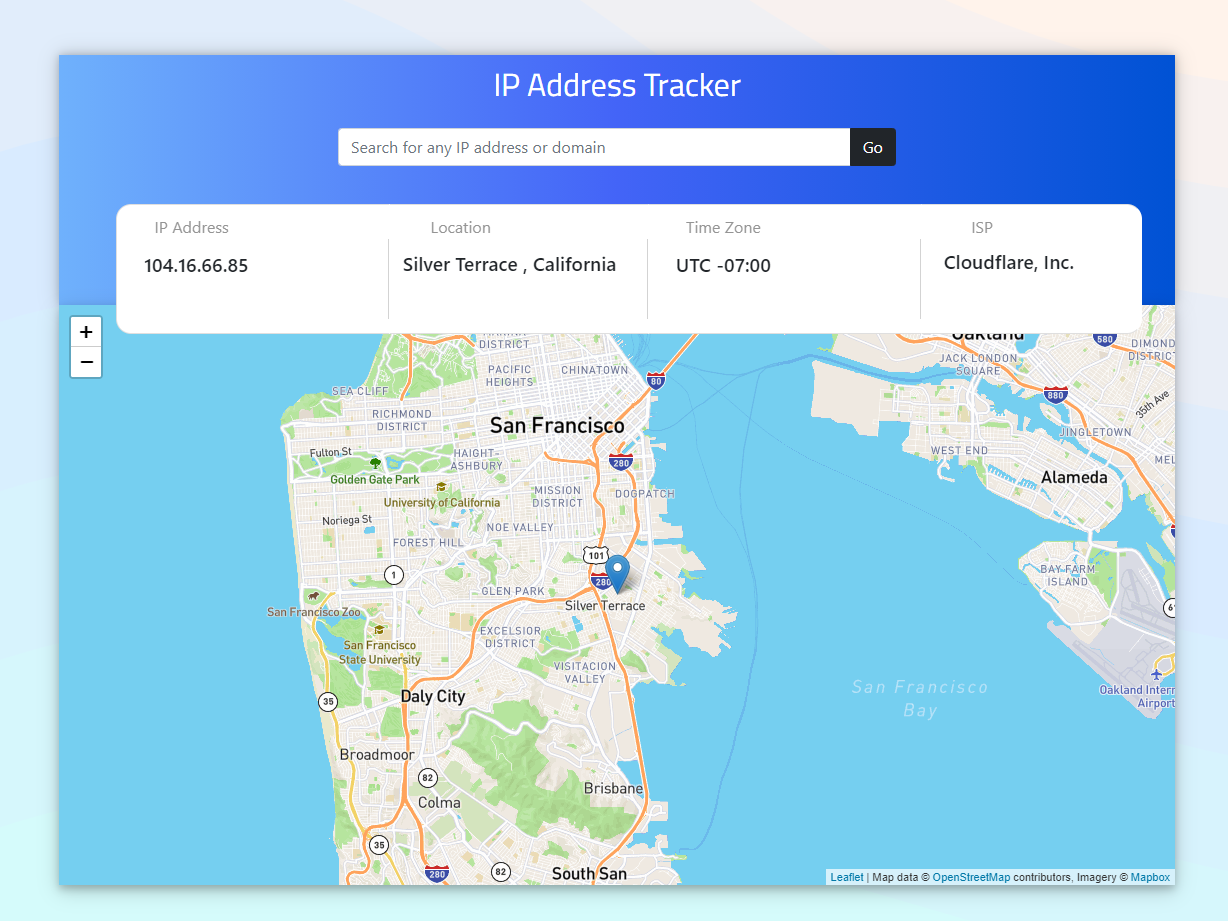 IP Address Tracker
Search for any IP address or domain
Go
IP Address
Location
Time Zone
ISP
104.16.66.85
Silver Terrace , California
UTC -07:00
Cloudflare, Inc.
+
−
DISTRICT
Oakland
580
DIMOND
DISTRICT
PACIFIC
HEIGHTS
CHINATOWN
80
JACK LONDON
SQUARE
SEA CLIFF
880
35th Ave
RICHMOND
DISTRICT
San Francisco
JINGLETOWN
Fulton St
HAIGHT-
ASHBURY
280
WEST END
MEL
Golden Gate Park
Alameda
University of California
MISSION
DISTRICT
DOGPATCH
Noriega St
NOE VALLEY
FOREST HILL
101
1
280
BAY FARM
ISLAND
GLEN PARK
Silver Terrace
San Francisco Zoo
6
EXCELSIOR
DISTRICT
San Francisco
State University
VISITACION
VALLEY
San Francisco
Bay
Oakland Intern
Airport
35
Daly City
Broadmoor
82
Colma
Brisbane
35
280
82
South San
Leaflet | Map data © OpenStreetMap contributors, Imagery © Mapbox